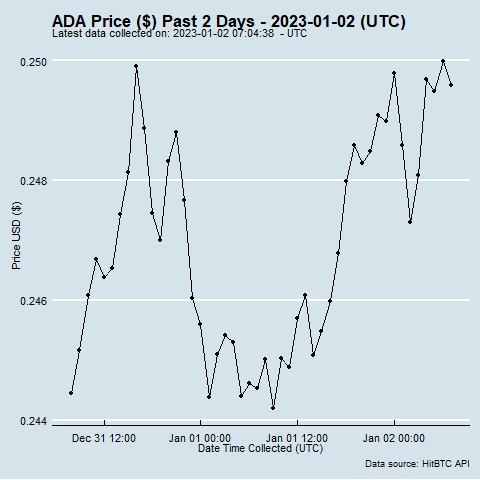 ADA Price ($) Past 2 Days - 2023-01-02 (UTC)
Latest data collected on: 2023-01-02 07:04:38  - UTC
0.250
0.248
0.246
0.244
Price USD ($)
Dec 31 12:00 Jan 01 00:00 Jan 01 12:00 Jan 02 00:00
Date Time Collected (UTC)
Data source: HitBTC API